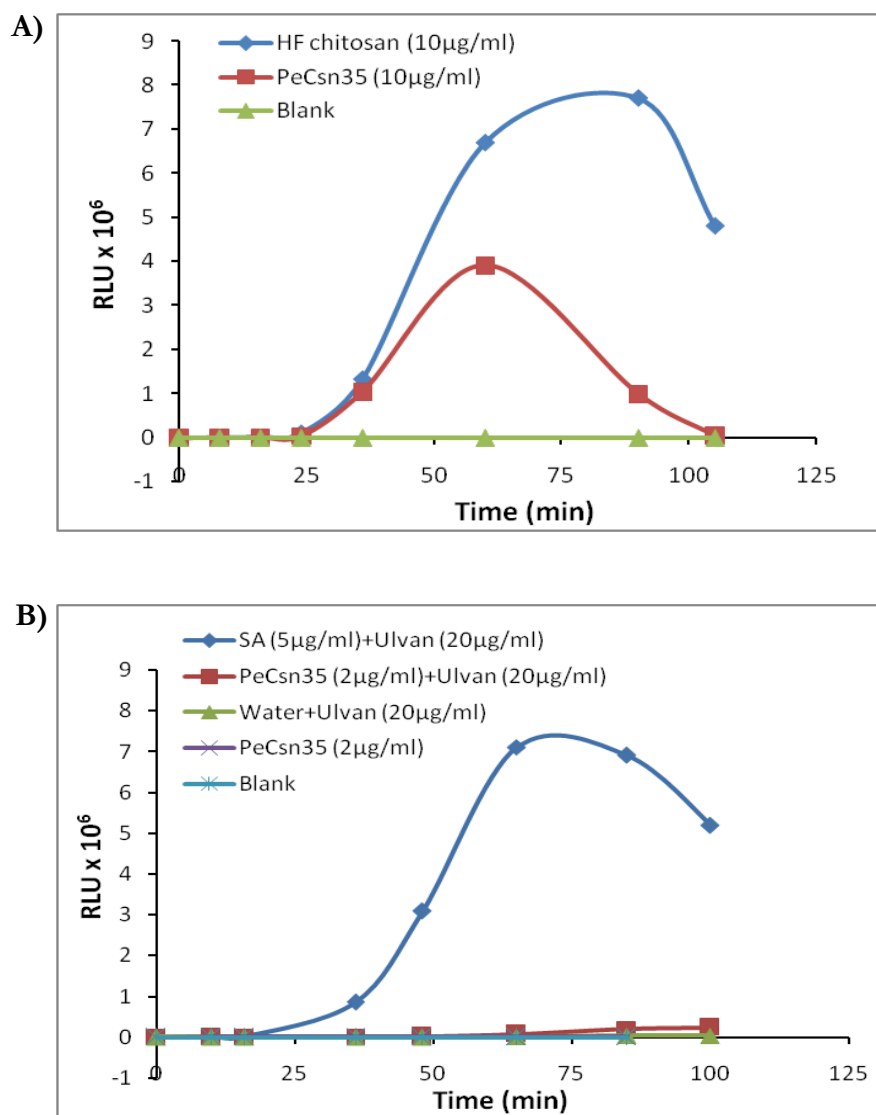 A)
HF chitosan (10µg/ml)
PeCsn35 (10µg/ml)
Blank
9
8
7
6
5
4
3
2
1
0
-1
RLU x 10⁶
0 25 50 75 100 125
Time (min)
B)
SA (5µg/ml)+Ulvan (20µg/ml)
PeCsn35 (2µg/ml)+Ulvan (20µg/ml)
Water+Ulvan (20µg/ml)
PeCsn35 (2µg/ml)
Blank
9
8
7
6
5
4
3
2
1
0
-1
RLU x 10⁶
0 25 50 75 100 125
Time (min)